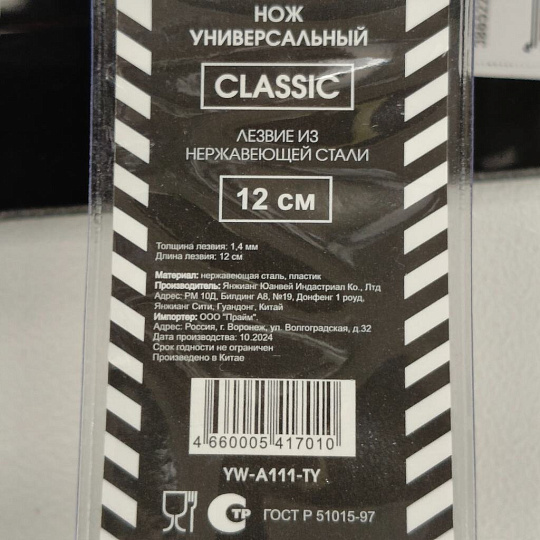 НОЖ
УНИВЕРСАЛЬНЫЙ
CLASSIC
ЛЕЗВИЕ ИЗ
НЕРЖАВЕЮЩЕЙ СТАЛИ
12 см
Толщина лезвия: 1,4 мм
Длина лезвия: 12 см
Материал: нержавеющая сталь, пластик
Производитель: Янжианг Юанвей Индастриал Ко., Лтд
Адрес: РМ 10Д, Билдинг А8, №19, Донфенг 1 роуд,
Янжианг Сити, Гуандонг, Китай
Импортер: ООО "Прайм".
Адрес: Россия, г. Воронеж, ул. Волгоградская, д.32
Дата производства: 10.2024
Срок годности не ограничен
Произведено в Китае
4 660005 417010
YW-A111-TY
ТР ГОСТ Р 51015-97